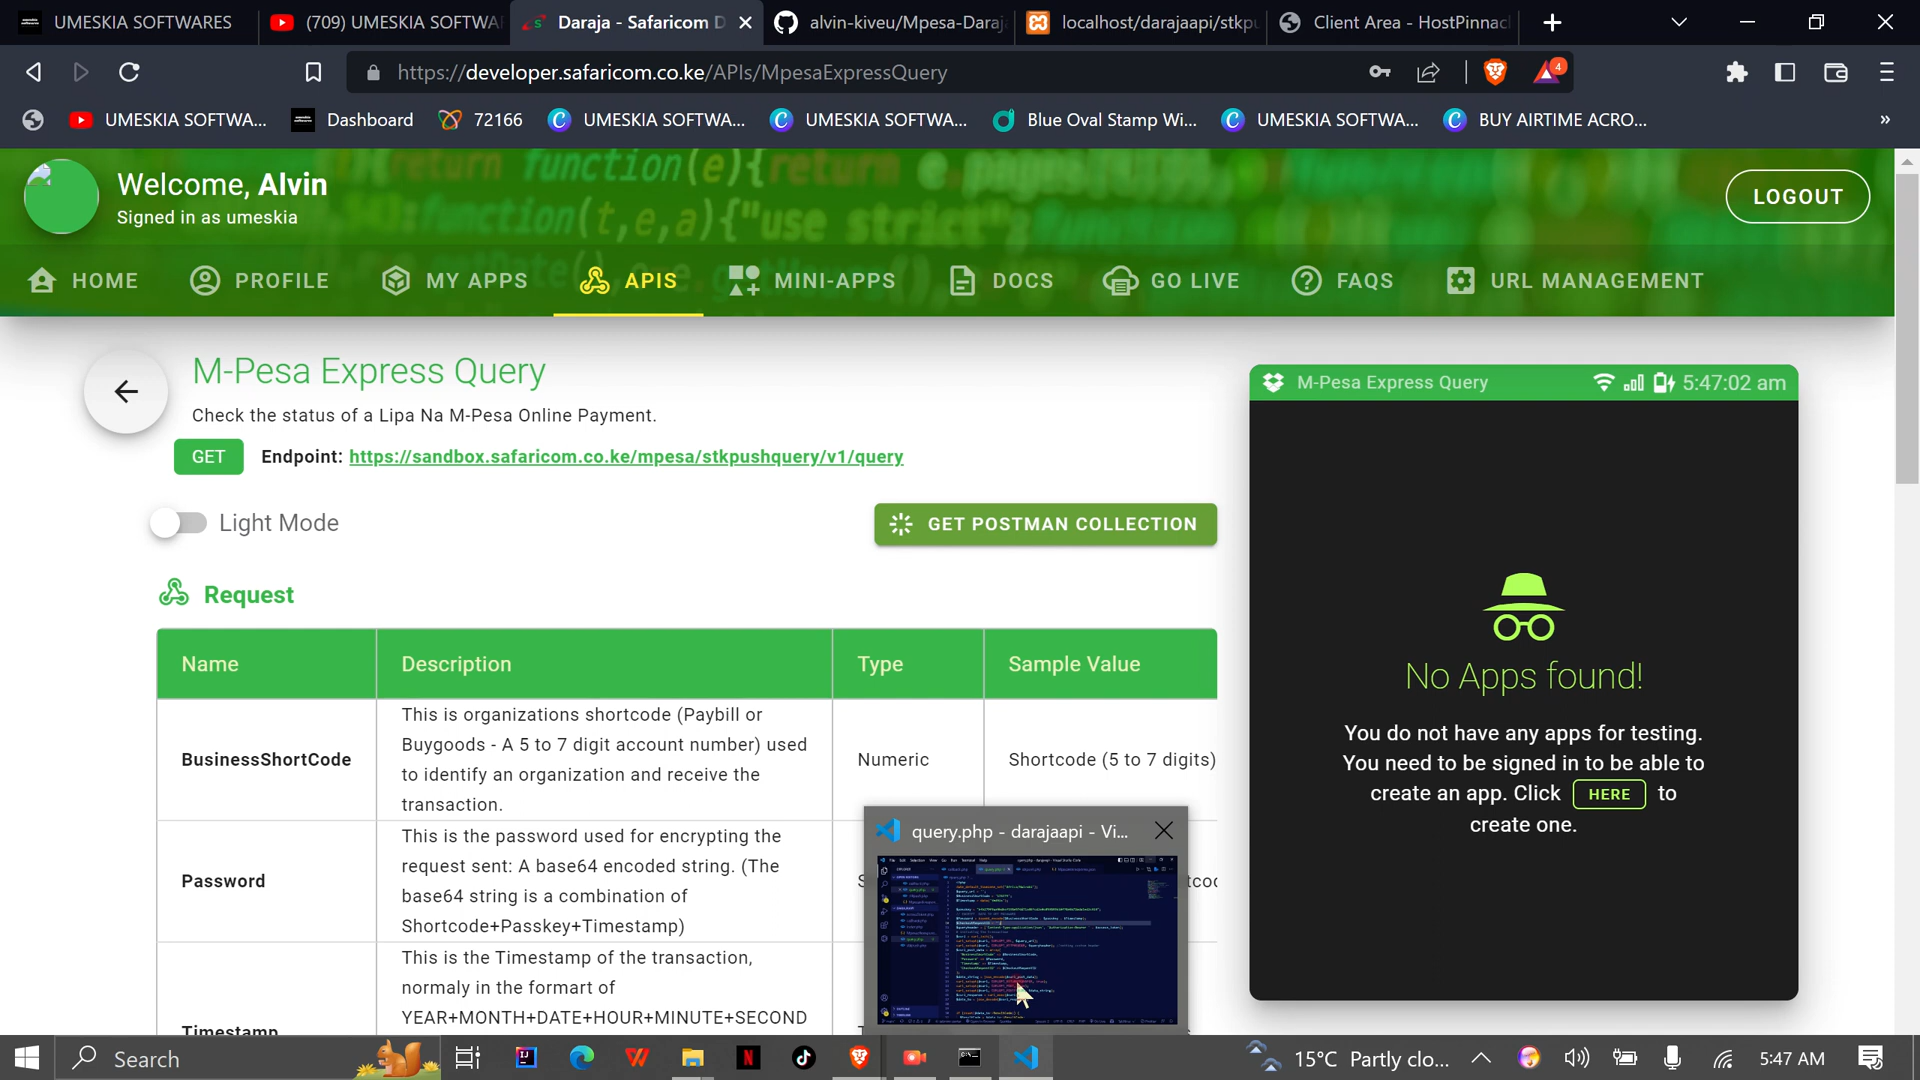 UMESKIA SOFTWARES
(709) UMESKIA SOFTWA
Daraja - Safaricom D
alvin-kiveu/Mpesa-Daraj
localhost/darajaapi/stkpu
Client Area - HostPinnac
https://developer.safaricom.co.ke/APIs/MpesaExpressQuery
4
UMESKIA SOFTWA...
Dashboard
72166
UMESKIA SOFTWA...
UMESKIA SOFTWA...
Blue Oval Stamp Wi...
UMESKIA SOFTWA...
BUY AIRTIME ACRO...
»
Welcome, Alvin
Signed in as umeskia
LOGOUT
HOME
PROFILE
MY APPS
APIS
MINI-APPS
DOCS
GO LIVE
FAQS
URL MANAGEMENT
M-Pesa Express Query
Check the status of a Lipa Na M-Pesa Online Payment.
GET
Endpoint: https://sandbox.safaricom.co.ke/mpesa/stkpushquery/v1/query
Light Mode
GET POSTMAN COLLECTION
Request
Name
Description
Type
Sample Value
BusinessShortCode
This is organizations shortcode (Paybill or
Buygoods - A 5 to 7 digit account number) used
to identify an organization and receive the
transaction.
Numeric
Shortcode (5 to 7 digits)
Password
This is the password used for encrypting the
request sent: A base64 encoded string. (The
base64 string is a combination of
Shortcode+Passkey+Timestamp)
Timestamp
This is the Timestamp of the transaction,
normaly in the formart of
YEAR+MONTH+DATE+HOUR+MINUTE+SECOND
M-Pesa Express Query
5:47:02 am
No Apps found!
You do not have any apps for testing.
You need to be signed in to be able to
create an app. Click HERE to
create one.
query.php - darajaapi - Vi...
Search
15°C Partly clo...
5:47 AM